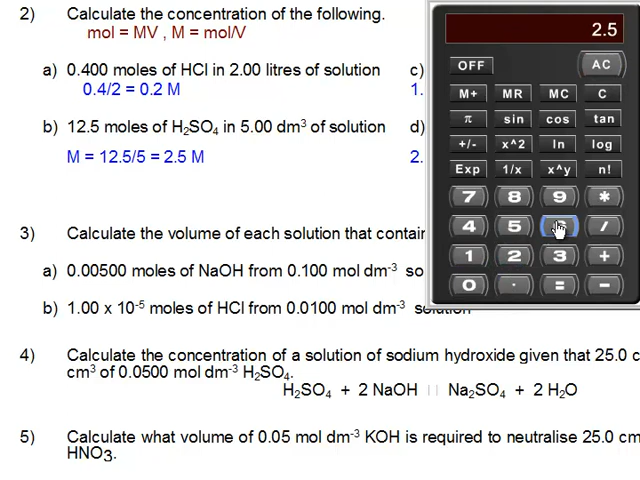 2) Calculate the concentration of the following.
mol = MV , M = mol/V
a) 0.400 moles of HCl in 2.00 litres of solution c)
0.4/2 = 0.2 M 1.
b) 12.5 moles of H₂SO₄ in 5.00 dm³ of solution d)
M = 12.5/5 = 2.5 M 2.
3) Calculate the volume of each solution that contain
a) 0.00500 moles of NaOH from 0.100 mol dm⁻³ so
b) 1.00 x 10⁻⁵ moles of HCl from 0.0100 mol dm⁻³ solution
4) Calculate the concentration of a solution of sodium hydroxide given that 25.0 c
cm³ of 0.0500 mol dm⁻³ H₂SO₄.
H₂SO₄ + 2 NaOH Na₂SO₄ + 2 H₂O
5) Calculate what volume of 0.05 mol dm⁻³ KOH is required to neutralise 25.0 cm
HNO₃.
2.5
OFF AC
M+ MR MC C
π sin cos tan
+/- x^2 ln log
Exp 1/x x^y n!
7 8 9 *
4 5 /
1 2 3 +
0 . = -